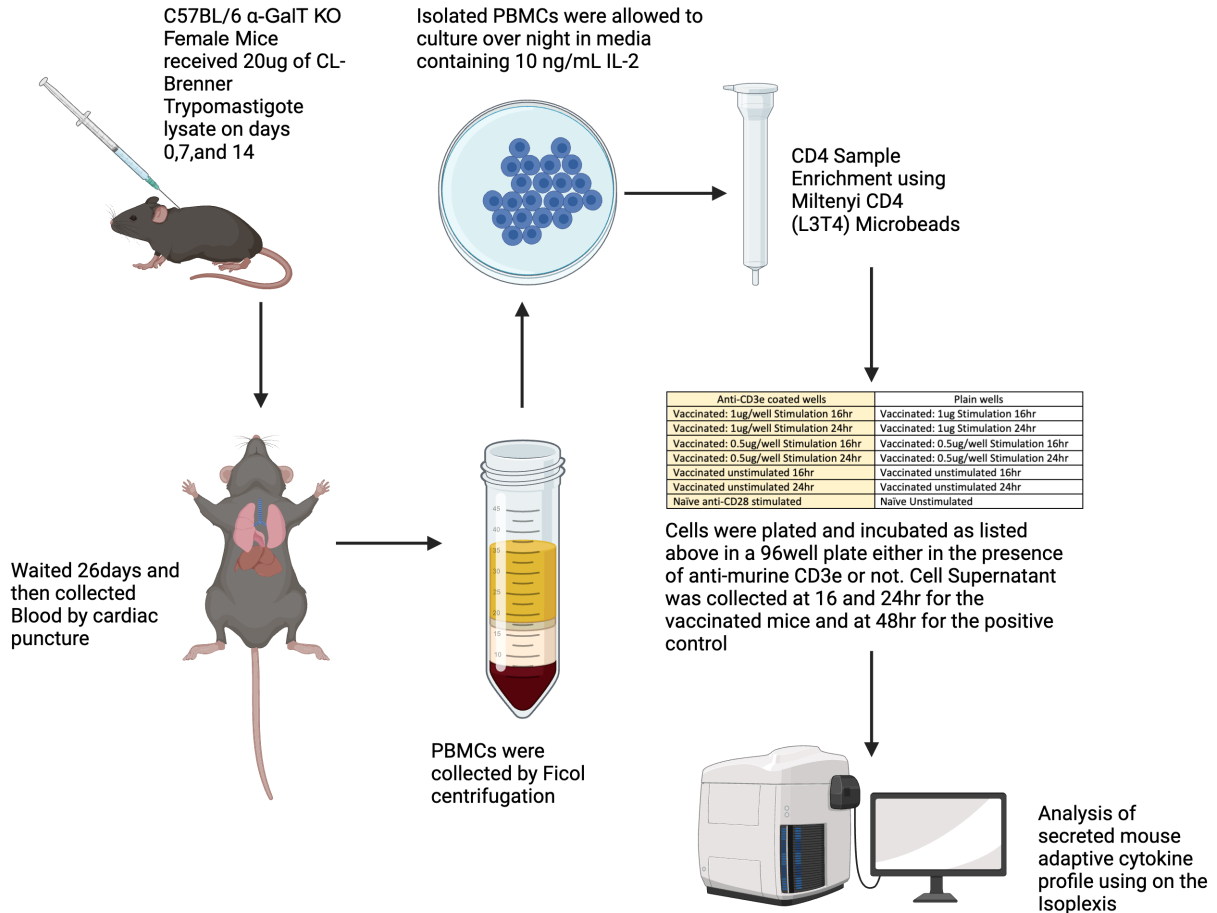 C57BL/6 α-GalT KO
Female Mice
received 20ug of CL-
Brenner
Trypomastigote
lysate on days
0,7,and 14
Waited 26days and
then collected
Blood by cardiac
puncture
45
40
35
30
25
20
15
10
PBMCs were
collected by Ficol
centrifugation
Isolated PBMCs were allowed to
culture over night in media
containing 10 ng/mL IL-2
CD4 Sample
Enrichment using
Miltenyi CD4
(L3T4) Microbeads
Anti-CD3e coated wells Plain wells
Vaccinated: 1ug/well Stimulation 16hr Vaccinated: 1ug Stimulation 16hr
Vaccinated: 1ug/well Stimulation 24hr Vaccinated: 1ug Stimulation 24hr
Vaccinated: 0.5ug/well Stimulation 16hr Vaccinated: 0.5ug/well Stimulation 16hr
Vaccinated: 0.5ug/well Stimulation 24hr Vaccinated: 0.5ug/well Stimulation 24hr
Vaccinated unstimulated 16hr Vaccinated unstimulated 16hr
Vaccinated unstimulated 24hr Vaccinated unstimulated 24hr
Naïve anti-CD28 stimulated Naïve Unstimulated
Cells were plated and incubated as listed
above in a 96well plate either in the presence
of anti-murine CD3e or not. Cell Supernatant
was collected at 16 and 24hr for the
vaccinated mice and at 48hr for the positive
control
Analysis of
secreted mouse
adaptive cytokine
profile using on the
Isoplexis